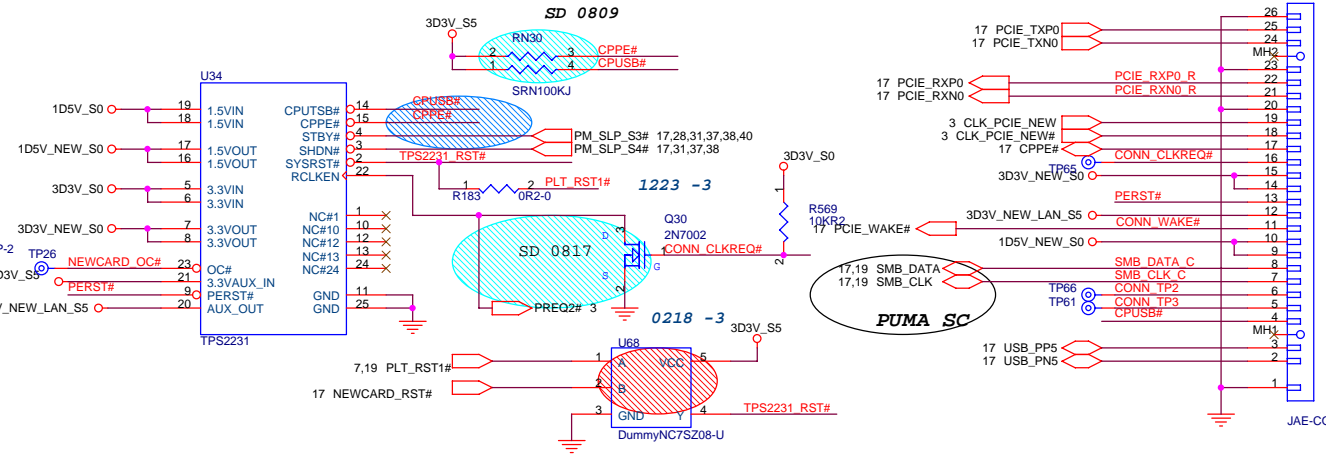 SD 0809
3D3V_S5
RN30
2 3 CPPE#
1 4 CPUSB#
SRN100KJ
U34
1D5V_S0
19 1.5VIN
18 1.5VIN
1D5V_NEW_S0
17 1.5VOUT
16 1.5VOUT
3D3V_S0
5 3.3VIN
6 3.3VIN
3D3V_NEW_S0
7 3.3VOUT
8 3.3VOUT
P-2 TP26
NEWCARD_OC#
23 OC#
D3V_S5
21 3.3VAUX_IN
PERST#
9 PERST#
V_NEW_LAN_S5
20 AUX_OUT
TPS2231
CPUTSB# 14 CPUSB#
CPPE# 15 CPPE#
STBY# 4 PM_SLP_S3# 17,28,31,37,38,40
SHDN# 3 PM_SLP_S4# 17,31,37,38
SYSRST# 2 TPS2231_RST#
RCLKEN 22
NC#1 1
NC#10 10
NC#12 12
NC#13 13
NC#24 24
GND 11
GND 25
1 2 PLT_RST1#
R183 0R2-0
1223 -3
SD 0817
Q30
2N7002
3 D
1 G
S 2
CONN_CLKREQ#
PREQ2# 3
3D3V_S0
1
R569
10KR2
2
0218 -3
3D3V_S5
U68
7,19 PLT_RST1#
1 A
VCC 5
17 NEWCARD_RST#
2 B
3 GND
Y 4 TPS2231_RST#
DummyNC7SZ08-U
26
17 PCIE_TXP0 25
17 PCIE_TXN0 24
MH2
23
17 PCIE_RXP0 PCIE_RXP0_R 22
17 PCIE_RXN0 PCIE_RXN0_R 21
20
3 CLK_PCIE_NEW 19
3 CLK_PCIE_NEW# 18
17 CPPE# 17
TP65 CONN_CLKREQ# 16
3D3V_NEW_S0 15
14
PERST# 13
3D3V_NEW_LAN_S5 12
17 PCIE_WAKE# CONN_WAKE# 11
1D5V_NEW_S0 10
9
17,19 SMB_DATA SMB_DATA_C 8
17,19 SMB_CLK SMB_CLK_C 7
TP66 CONN_TP2 6
TP61 CONN_TP3 5
CPUSB# 4
PUMA SC
MH1
17 USB_PP5 3
17 USB_PN5 2
1
JAE-CO